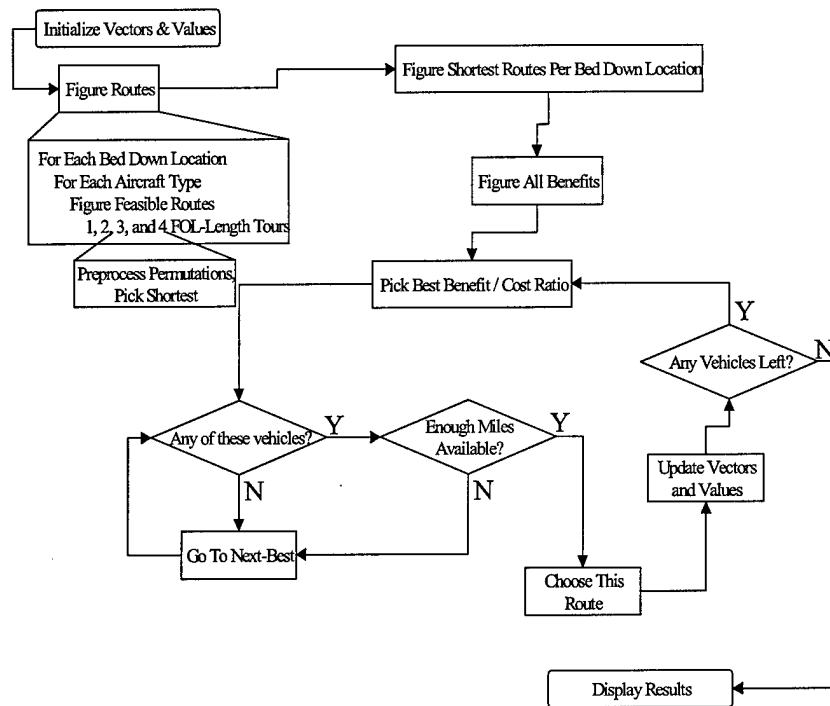 Initialize Vectors & Values
Figure Routes
Figure Shortest Routes Per Bed Down Location
For Each Bed Down Location
For Each Aircraft Type
Figure Feasible Routes
1, 2, 3, and 4 FOL-Length Tours
Preprocess Permutations,
Pick Shortest
Figure All Benefits
Pick Best Benefit / Cost Ratio
Any of these vehicles?
Y
N
Enough Miles
Available?
Y
N
Go To Next-Best
Choose This
Route
Update Vectors
and Values
Any Vehicles Left?
Y
N
Display Results